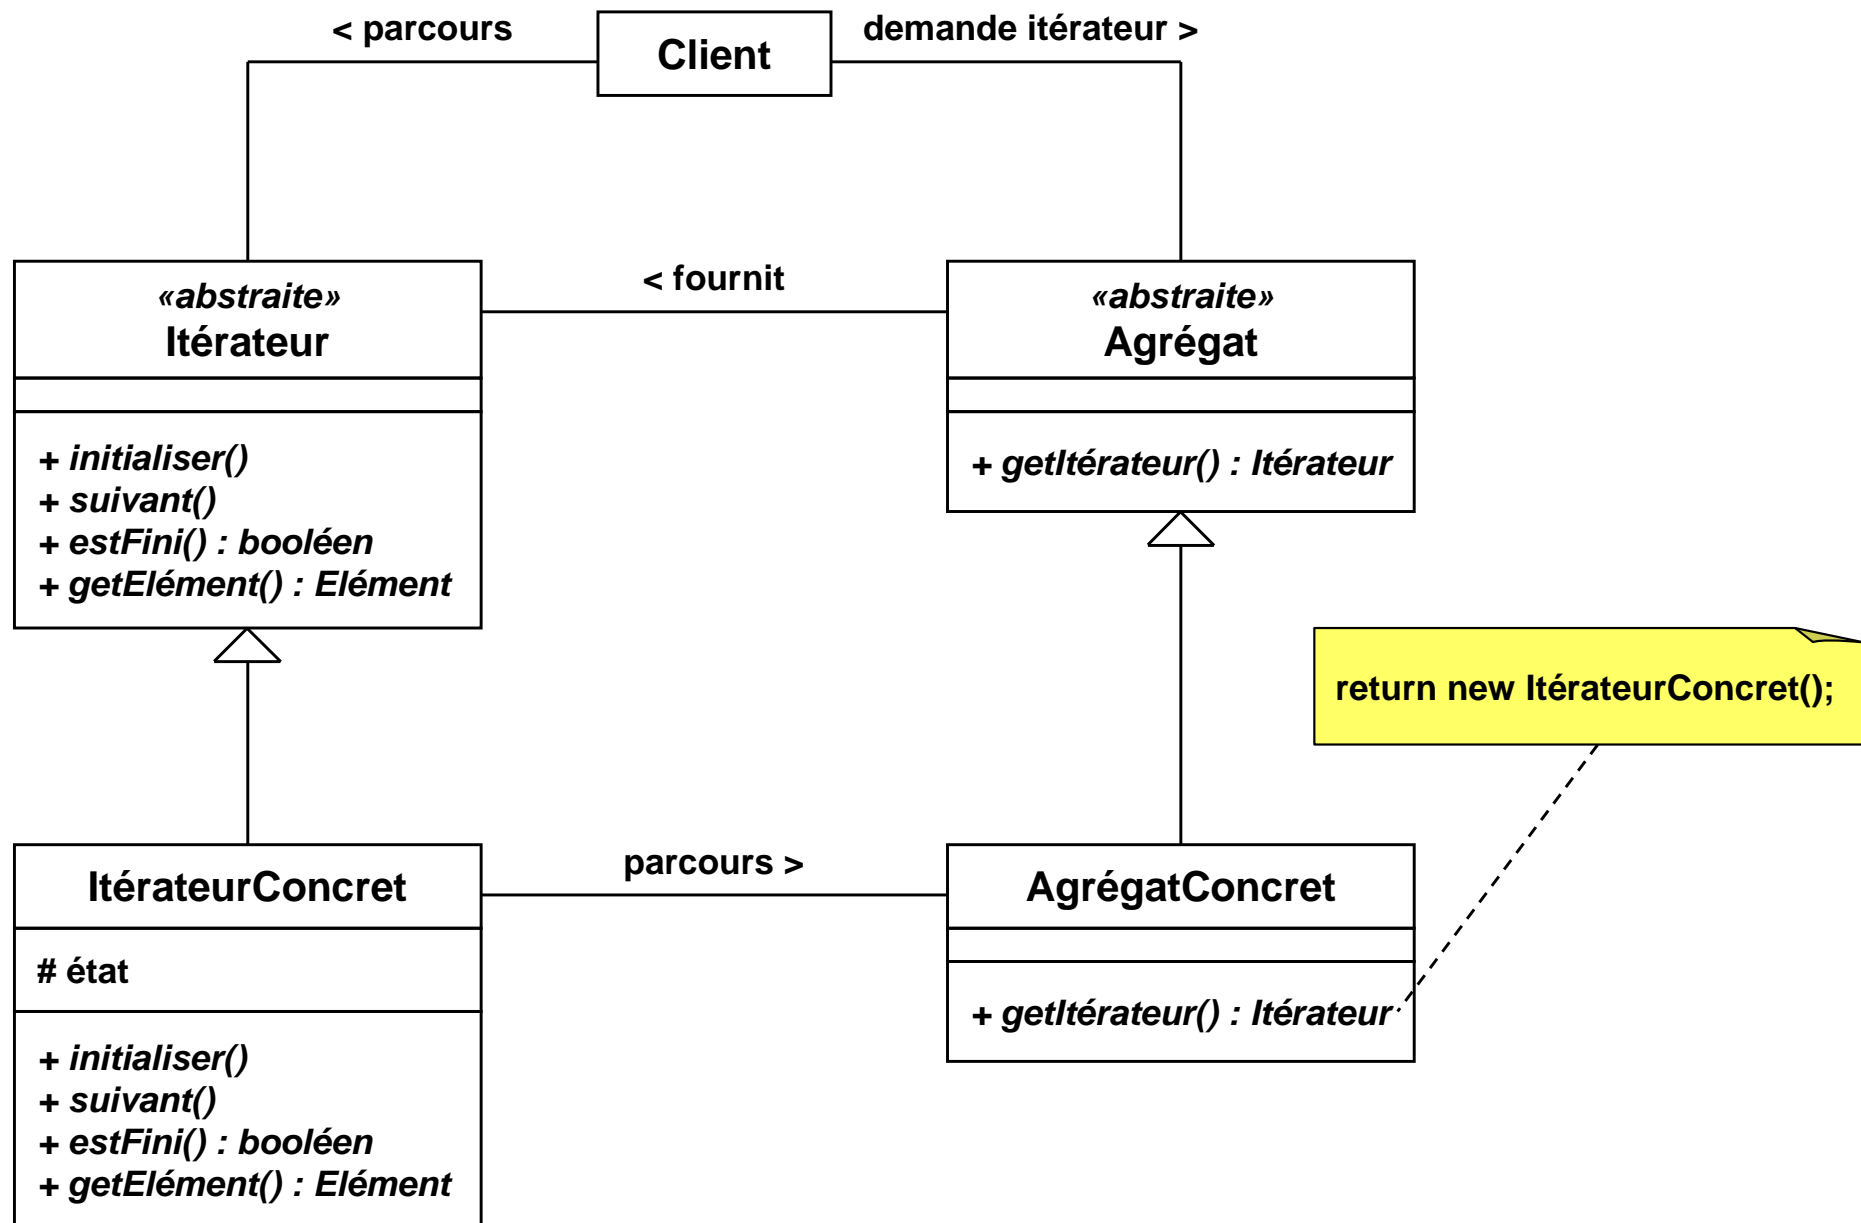 < parcours
Client
demande itérateur >
«abstraite»
Itérateur
+ initialiser()
+ suivant()
+ estFini() : booléen
+ getElément() : Elément
< fournit
«abstraite»
Agrégat
+ getItérateur() : Itérateur
return new ItérateurConcret();
ItérateurConcret
# état
+ initialiser()
+ suivant()
+ estFini() : booléen
+ getElément() : Elément
parcours >
AgrégatConcret
+ getItérateur() : Itérateur